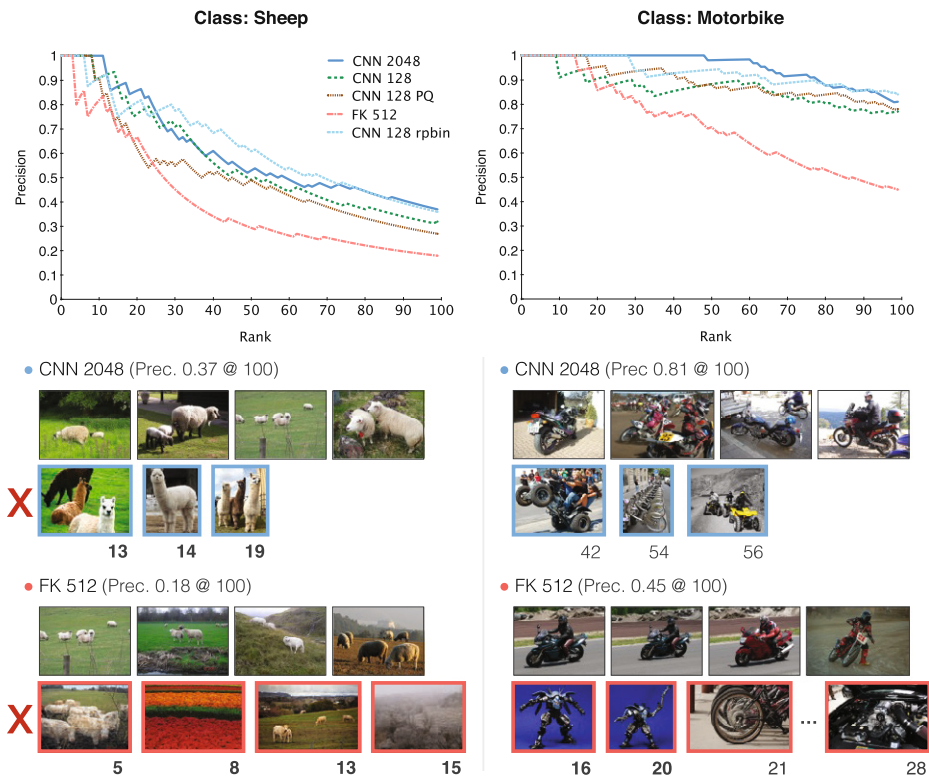 Class: Sheep
Class: Motorbike
1
0.9
0.8
0.7
0.6
0.5
0.4
0.3
0.2
0.1
0
Precision
0 10 20 30 40 50 60 70 80 90 100
Rank
CNN 2048
CNN 128
CNN 128 PQ
FK 512
CNN 128 rpbin
1
0.9
0.8
0.7
0.6
0.5
0.4
0.3
0.2
0.1
0
Precision
0 10 20 30 40 50 60 70 80 90 100
Rank
CNN 2048 (Prec. 0.37 @ 100)
X
13 14 19
FK 512 (Prec. 0.18 @ 100)
X
5 8 13 15
CNN 2048 (Prec 0.81 @ 100)
42 54 56
FK 512 (Prec. 0.45 @ 100)
...
16 20 21 28